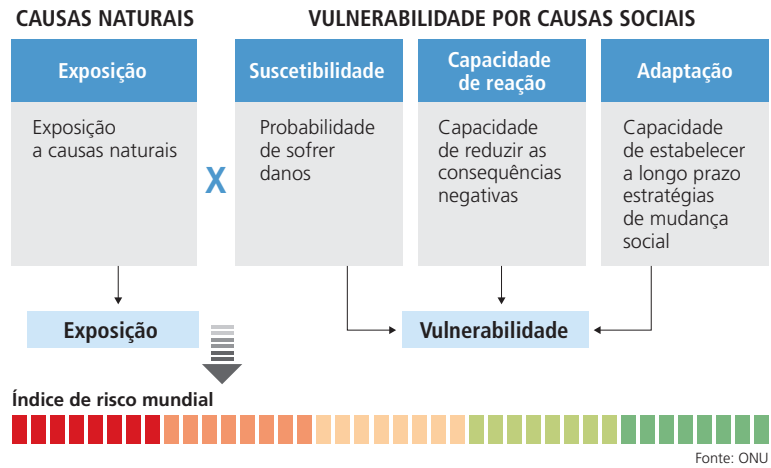 CAUSAS NATURAIS
VULNERABILIDADE POR CAUSAS SOCIAIS
Exposição
Suscetibilidade
Capacidade
de reação
Adaptação
Exposição
a causas naturais
X
Probabilidade
de sofrer
danos
Capacidade
de reduzir as
consequências
negativas
Capacidade
de estabelecer
a longo prazo
estratégias
de mudança
social
Exposição
Vulnerabilidade
Índice de risco mundial
Fonte: ONU